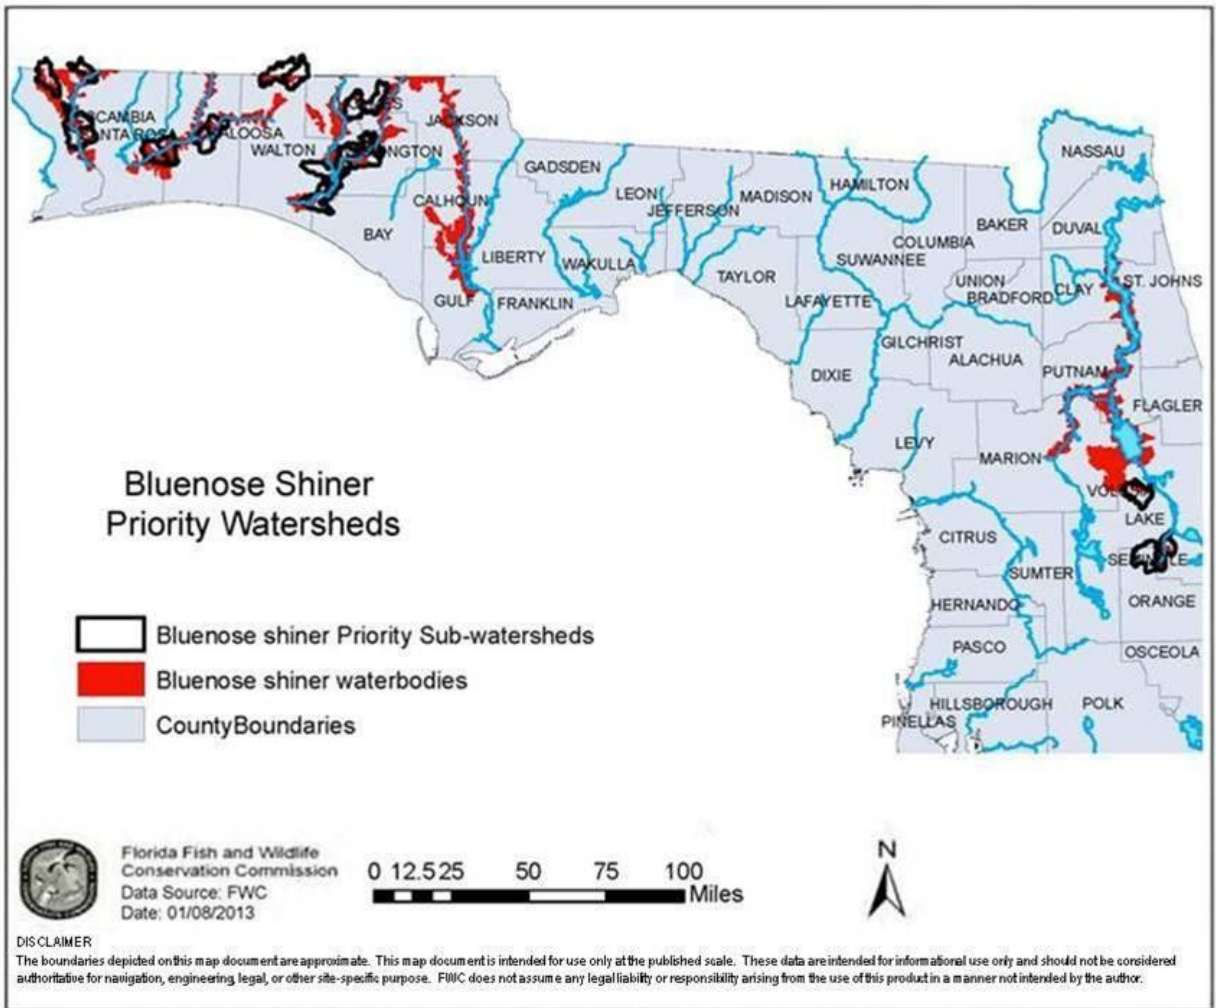 SCAMBIA
NTA ROSA
ALOOSA
WALTON
NGTON
JACKSON
CALHOUN
BAY
GULF
LIBERTY
FRANKLIN
GADSDEN
LEON
JEFFERSON
WAKULLA
MADISON
TAYLOR
HAMILTON
SUWANNEE
LAFAYETTE
DIXIE
COLUMBIA
BAKER
UNION
BRADFORD
GILCHRIST
ALACHUA
LEVY
MARION
NASSAU
DUVAL
CLAY
ST. JOHNS
PUTNAM
FLAGLER
LAKE
CITRUS
SUMTER
HERNANDO
PASCO
ORANGE
OSCEOLA
HILLSBOROUGH
PINELLAS
POLK
Bluenose Shiner
Priority Watersheds
Bluenose shiner Priority Sub-watersheds
Bluenose shiner waterbodies
CountyBoundaries
Florida Fish and Wildlife
Conservation Commission
Data Source: FWC
Date: 01/08/2013
0 12.5 25 50 75 100
Miles
N
DISCLAIMER
The boundaries depicted on this map document are approximate. This map document is intended for use only at the published scale. These data are intended for informational use only and should not be considered
authoritative for navigation, engineering, legal, or other site-specific purpose. FWC does not assume any legal liability or responsibility arising from the use of this product in a manner not intended by the author.